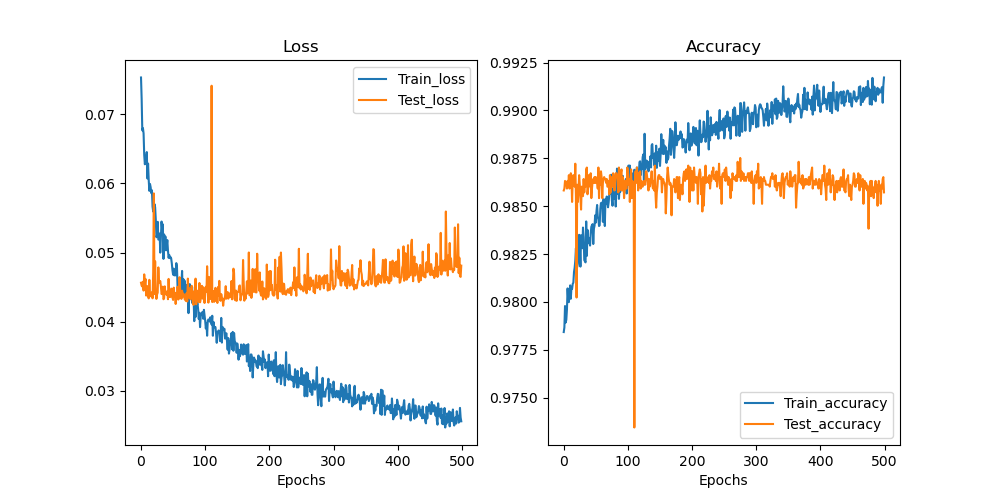 Loss
Train_loss
Test_loss
0.07
0.06
0.05
0.04
0.03
0 100 200 300 400 500
Epochs
Accuracy
0.9925
0.9900
0.9875
0.9850
0.9825
0.9800
0.9775
0.9750
Train_accuracy
Test_accuracy
0 100 200 300 400 500
Epochs